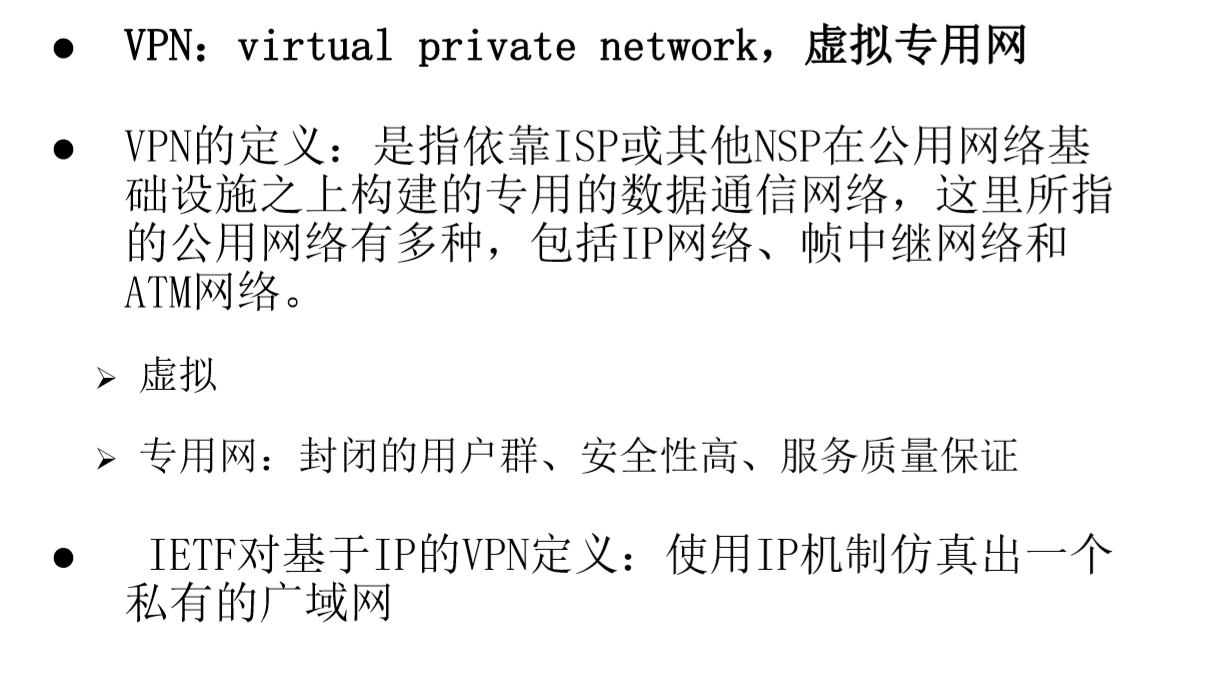 ● VPN：virtual private network，虚拟专用网
● VPN的定义：是指依靠ISP或其他NSP在公用网络基
础设施之上构建的专用的数据通信网络，这里所指
的公用网络有多种，包括IP网络、帧中继网络和
ATM网络。
➢ 虚拟
➢ 专用网：封闭的用户群、安全性高、服务质量保证
● IETF对基于IP的VPN定义：使用IP机制仿真出一个
私有的广域网